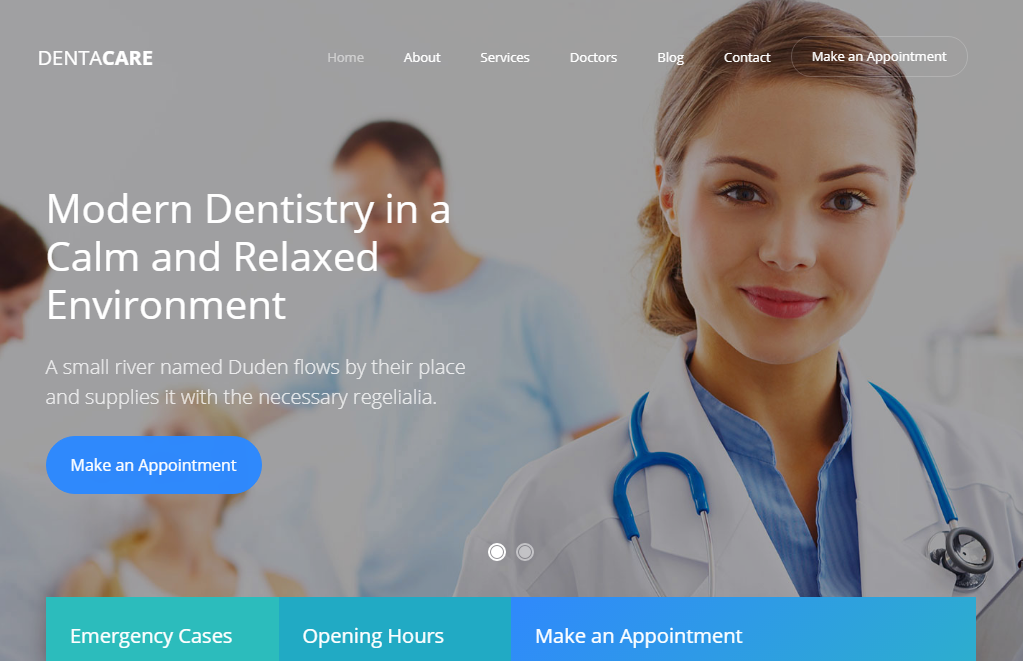 DENTACARE
Home About Services Doctors Blog Contact Make an Appointment
Modern Dentistry in a
Calm and Relaxed
Environment
A small river named Duden flows by their place
and supplies it with the necessary regelialia.
Make an Appointment
Emergency Cases Opening Hours Make an Appointment